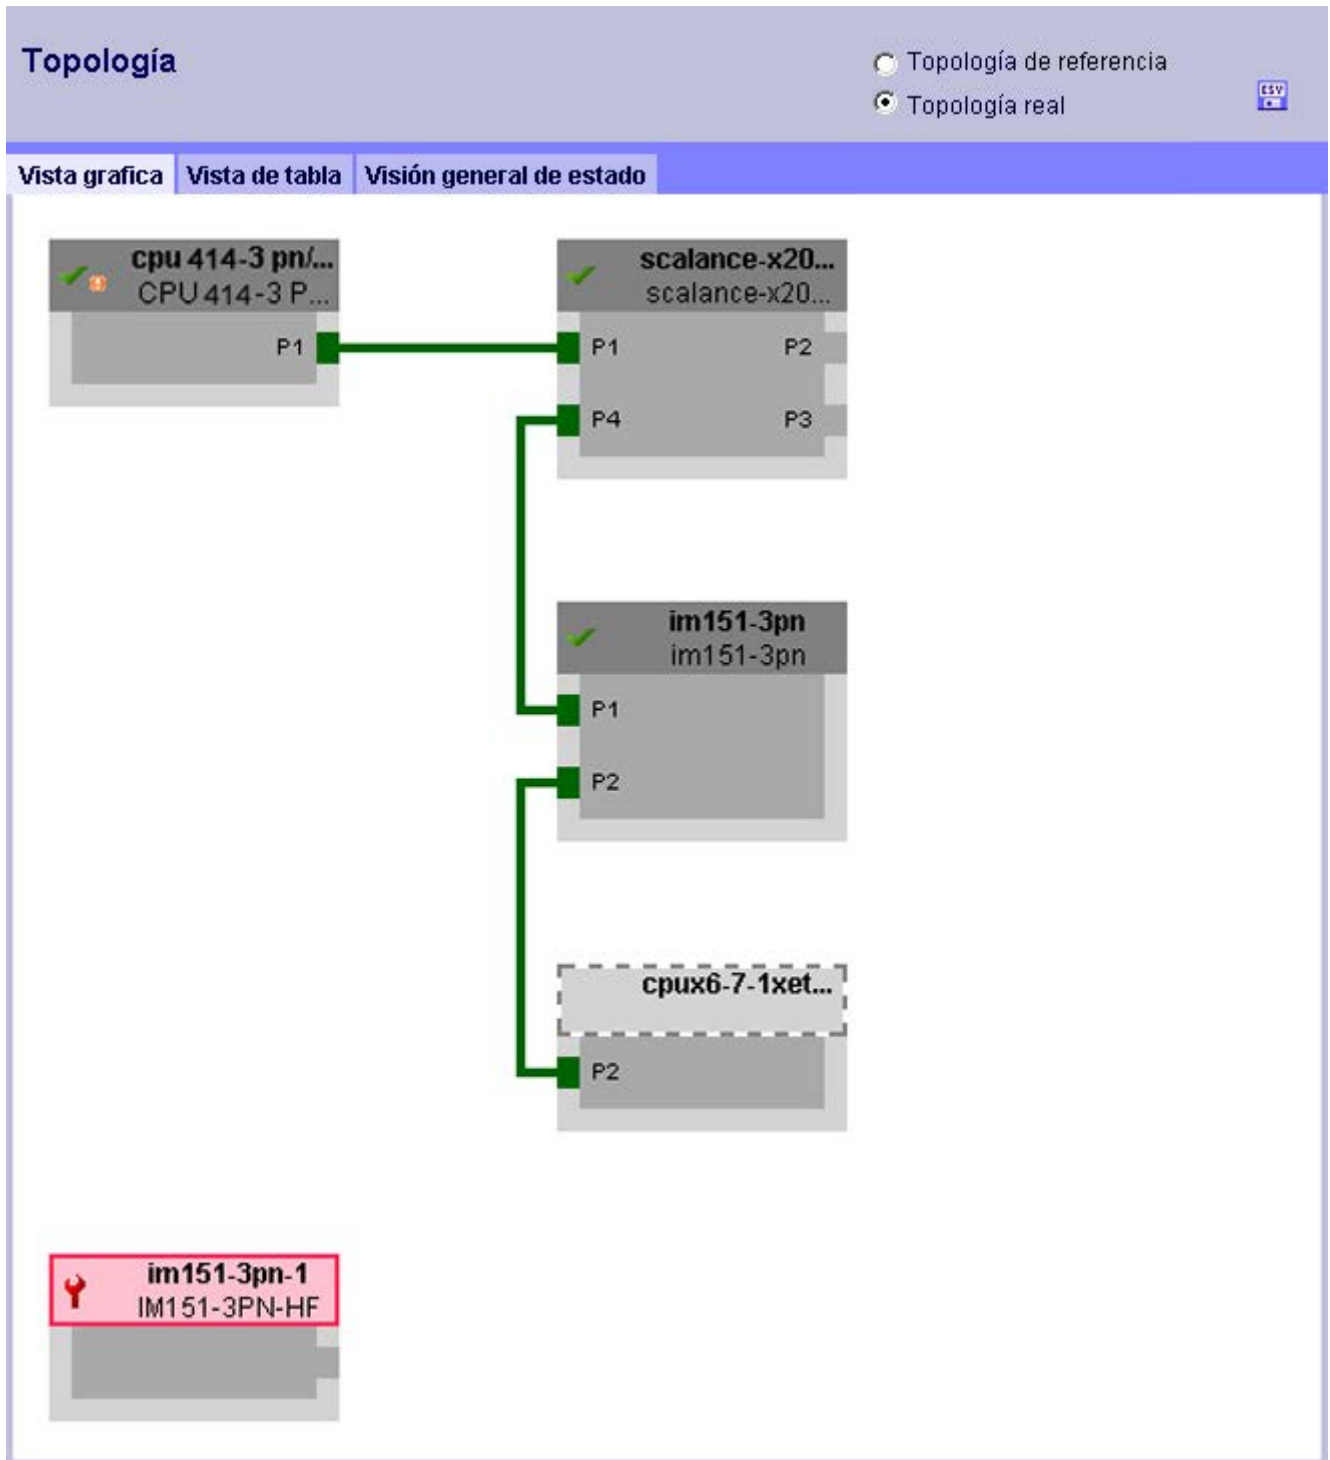 Topología
Topología de referencia
Topología real
Vista grafica
Vista de tabla
Visión general de estado
cpu 414-3 pn/...
CPU 414-3 P...
P1
scalance-x20...
scalance-x20...
P1
P2
P4
P3
im151-3pn
im151-3pn
P1
P2
cpux6-7-1xet...
P2
im151-3pn-1
IM151-3PN-HF